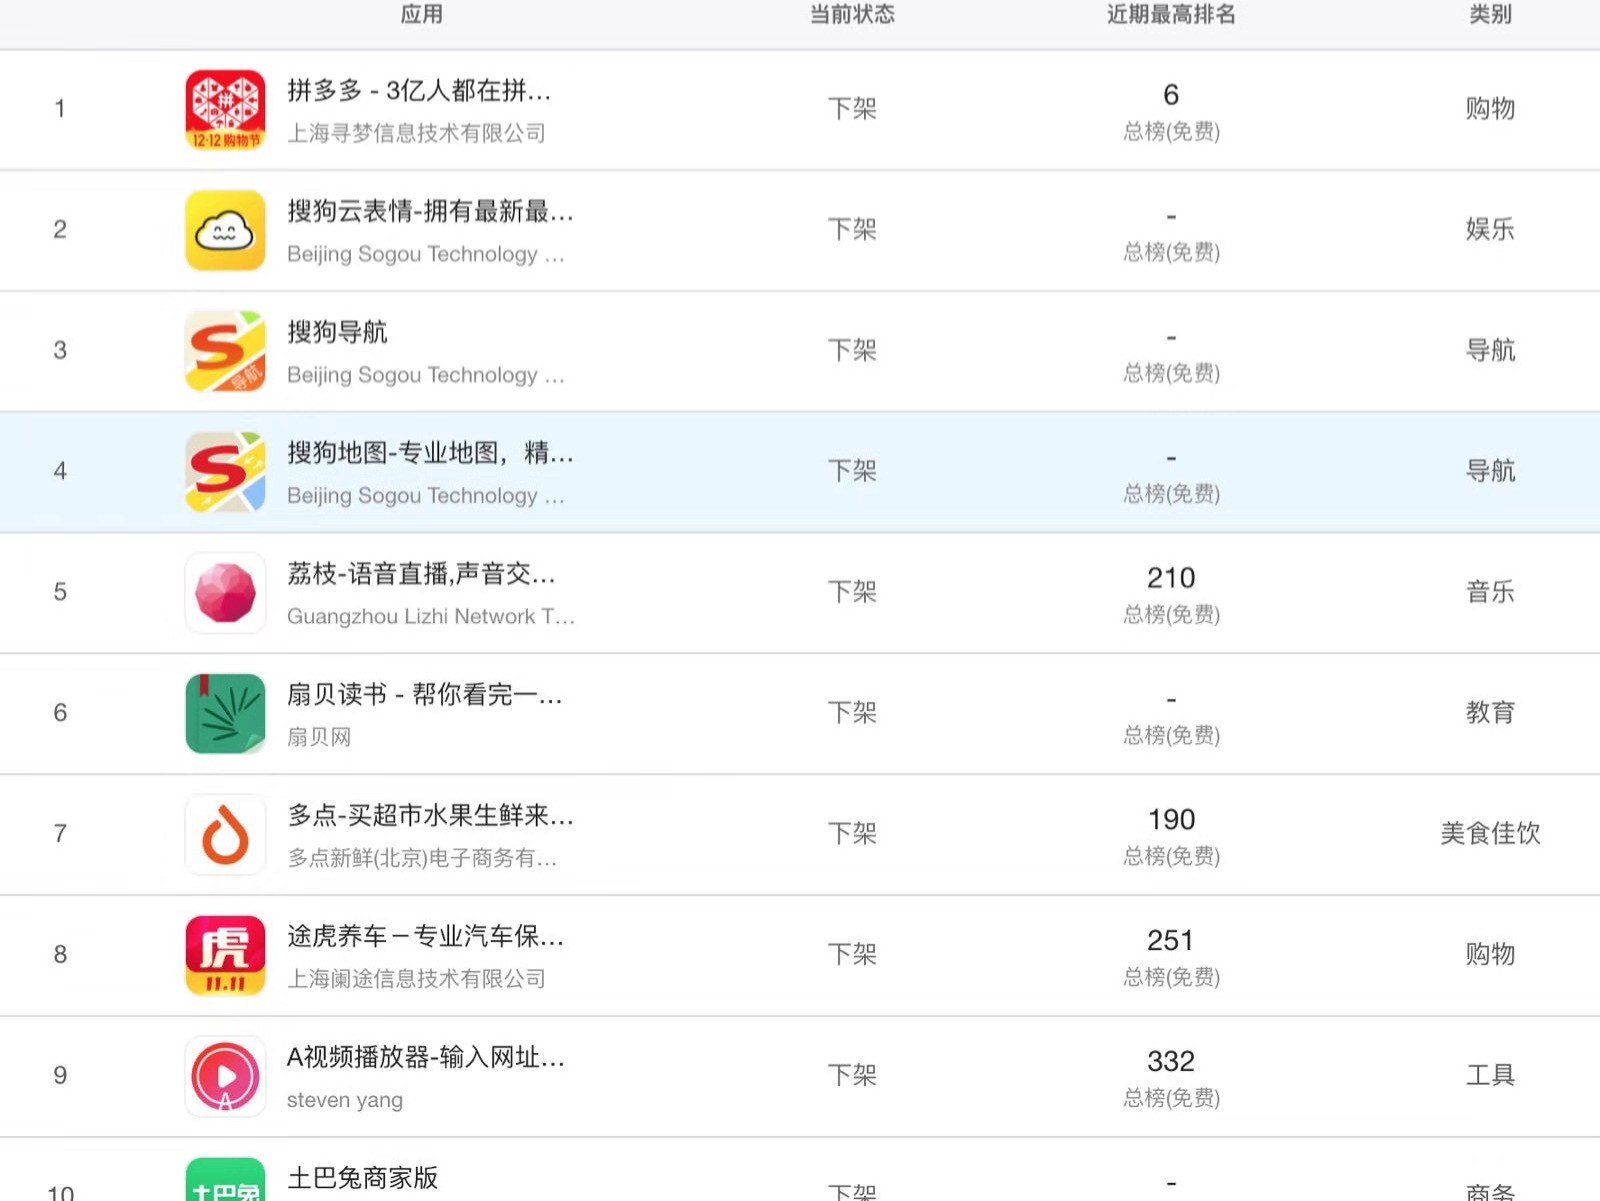 应用 当前状态 近期最高排名 类别
1 拼多多 - 3亿人都在拼... 下架 6 购物
拼
12·12 购物节
上海寻梦信息技术有限公司 总榜(免费)
2 搜狗云表情-拥有最新最... 下架 - 娱乐
Beijing Sogou Technology ... 总榜(免费)
3 搜狗导航 下架 - 导航
S
导航
Beijing Sogou Technology ... 总榜(免费)
4 搜狗地图-专业地图，精... 下架 - 导航
S
Beijing Sogou Technology ... 总榜(免费)
5 荔枝-语音直播,声音交... 下架 210 音乐
Guangzhou Lizhi Network T... 总榜(免费)
6 扇贝读书 - 帮你看完一... 下架 - 教育
扇贝网 总榜(免费)
7 多点-买超市水果生鲜来... 下架 190 美食佳饮
多点新鲜(北京)电子商务有... 总榜(免费)
8 途虎养车－专业汽车保... 下架 251 购物
虎
11.11
上海阑途信息技术有限公司 总榜(免费)
9 A视频播放器-输入网址... 下架 332 工具
A
steven yang 总榜(免费)
10 土巴兔商家版 下架 - 商务
土巴兔